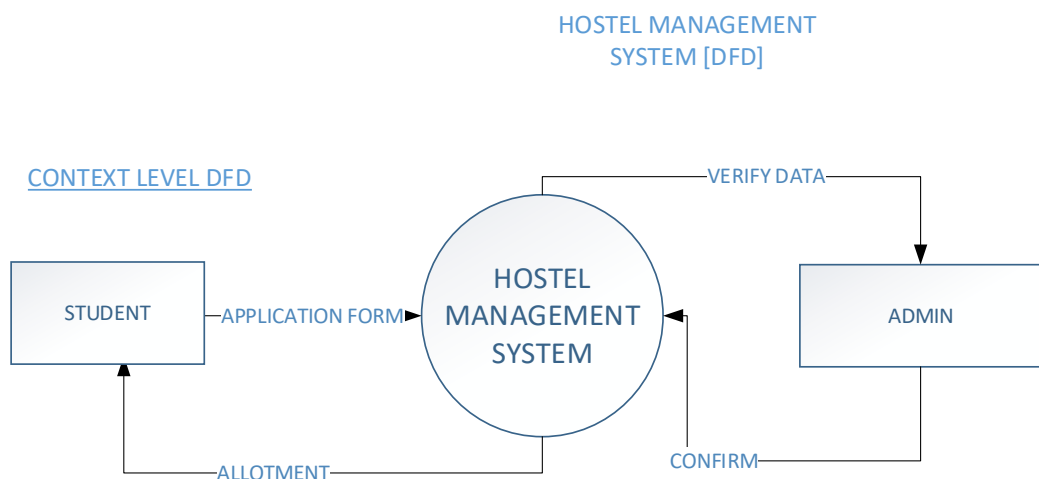 HOSTEL MANAGEMENT
SYSTEM [DFD]
CONTEXT LEVEL DFD
VERIFY DATA
STUDENT
APPLICATION FORM
HOSTEL
MANAGEMENT
SYSTEM
ADMIN
CONFIRM
ALLOTMENT